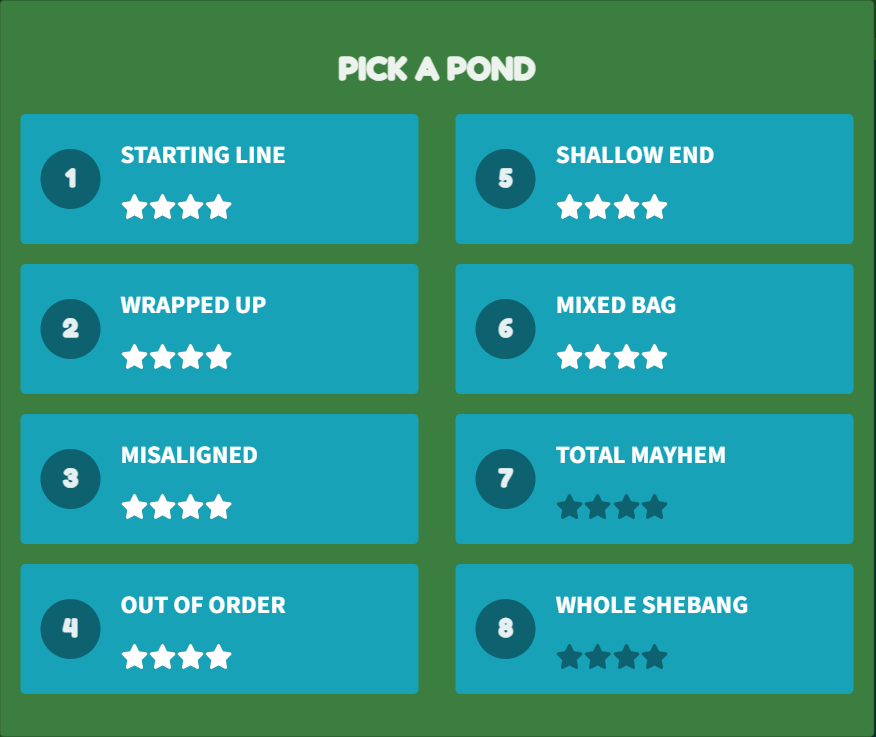 PICK A POND
1
STARTING LINE
2
WRAPPED UP
3
MISALIGNED
4
OUT OF ORDER
5
SHALLOW END
6
MIXED BAG
7
TOTAL MAYHEM
8
WHOLE SHEBANG